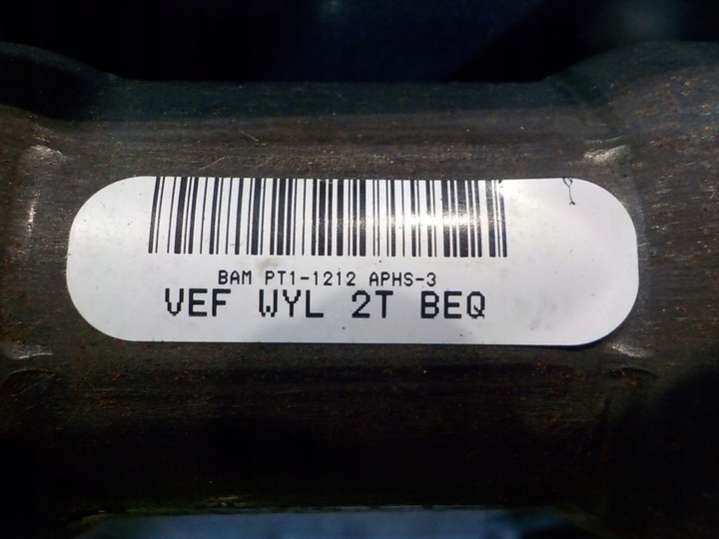 BAM PT1-1212 APHS-3
VEF WYL 2T BEQ